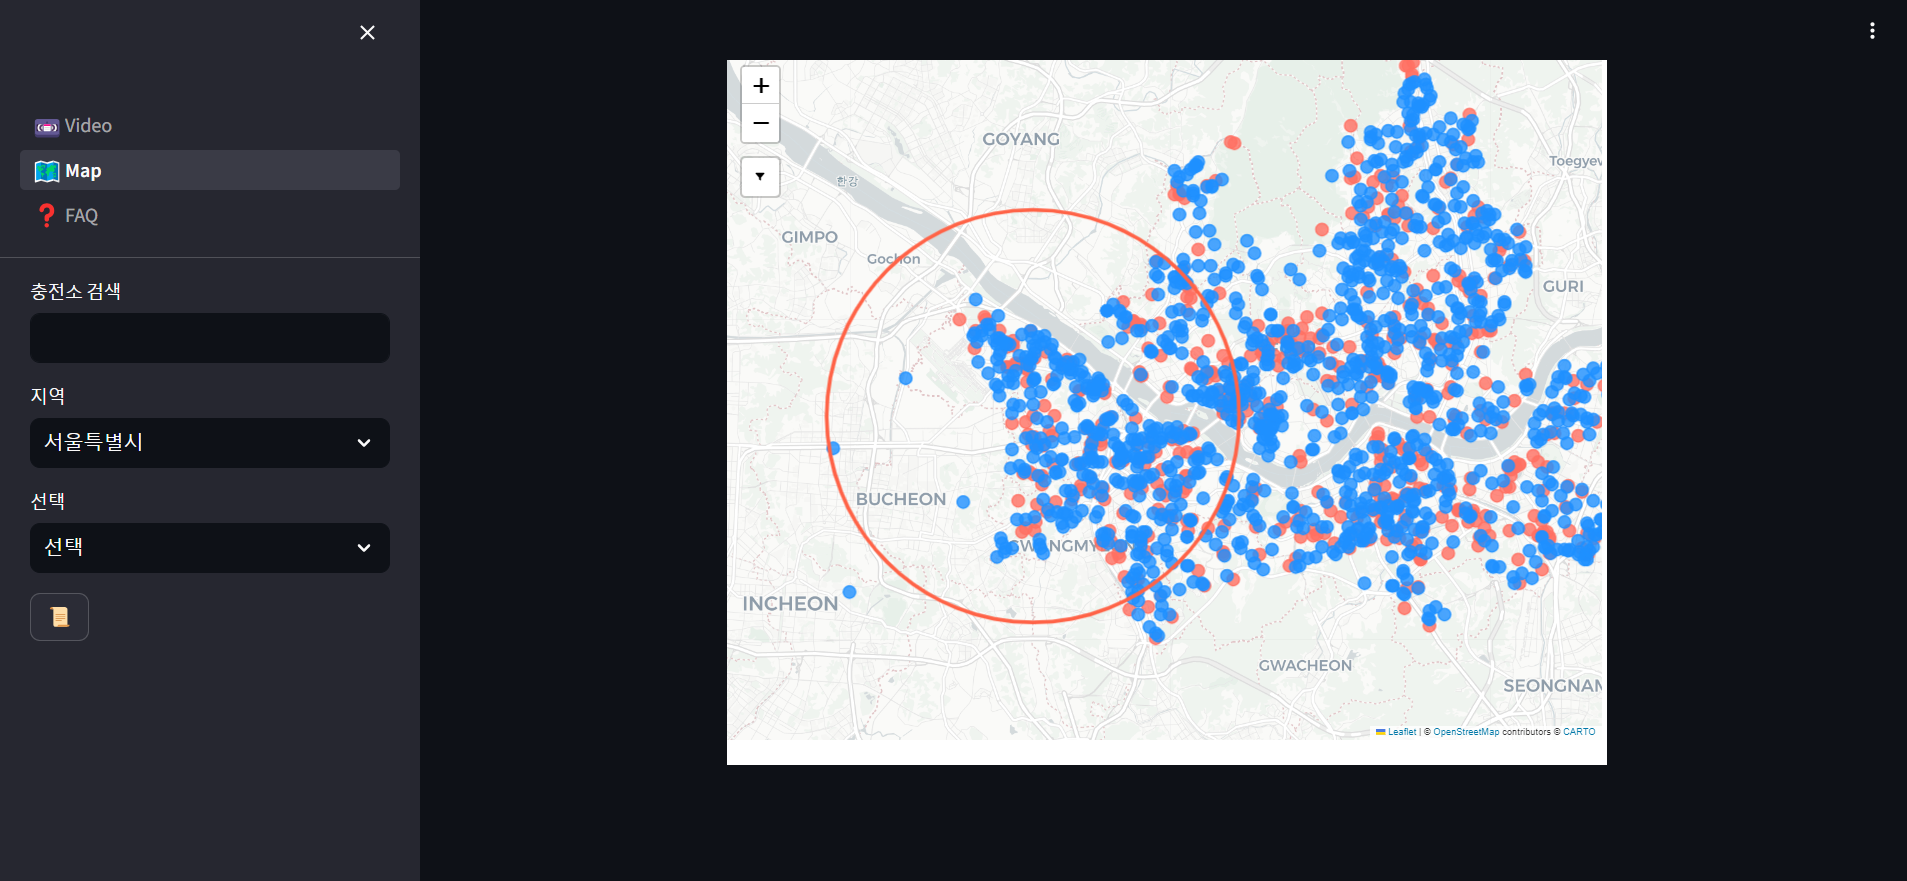 Video
Map
FAQ
충전소 검색
지역
서울특별시
선택
선택
+
−
GOYANG
한강
Toegyew
GIMPO
Gochon
GURI
BUCHEON
INCHEON
GWACHEON
SEONGNAM
Leaflet | © OpenStreetMap contributors © CARTO